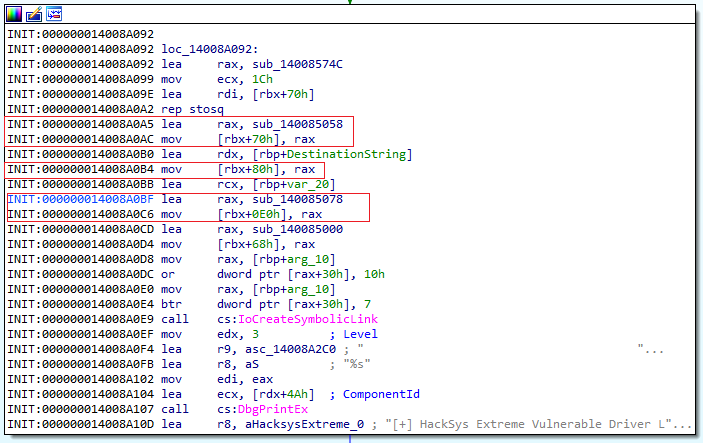 INIT:000000014008A092
INIT:000000014008A092 loc_14008A092:
INIT:000000014008A092 lea     rax, sub_14008574C
INIT:000000014008A099 mov     ecx, 1Ch
INIT:000000014008A09E lea     rdi, [rbx+70h]
INIT:000000014008A0A2 rep stosq
INIT:000000014008A0A5 lea     rax, sub_140085058
INIT:000000014008A0AC mov     [rbx+70h], rax
INIT:000000014008A0B0 lea     rdx, [rbp+DestinationString]
INIT:000000014008A0B4 mov     [rbx+80h], rax
INIT:000000014008A0BB lea     rcx, [rbp+var_20]
INIT:000000014008A0BF lea     rax, sub_140085078
INIT:000000014008A0C6 mov     [rbx+0E0h], rax
INIT:000000014008A0CD lea     rax, sub_140085000
INIT:000000014008A0D4 mov     [rbx+68h], rax
INIT:000000014008A0D8 mov     rax, [rbp+arg_10]
INIT:000000014008A0DC or      dword ptr [rax+30h], 10h
INIT:000000014008A0E0 mov     rax, [rbp+arg_10]
INIT:000000014008A0E4 btr     dword ptr [rax+30h], 7
INIT:000000014008A0E9 call    cs:IoCreateSymbolicLink
INIT:000000014008A0EF mov     edx, 3          ; Level
INIT:000000014008A0F4 lea     r9, asc_14008A2C0 ; "                                      "...
INIT:000000014008A0FB lea     r8, aS          ; "%s"
INIT:000000014008A102 mov     edi, eax
INIT:000000014008A104 lea     ecx, [rdx+4Ah]  ; ComponentId
INIT:000000014008A107 call    cs:DbgPrintEx
INIT:000000014008A10D lea     r8, aHacksysExtreme_0 ; "[+] HackSys Extreme Vulnerable Driver L"...